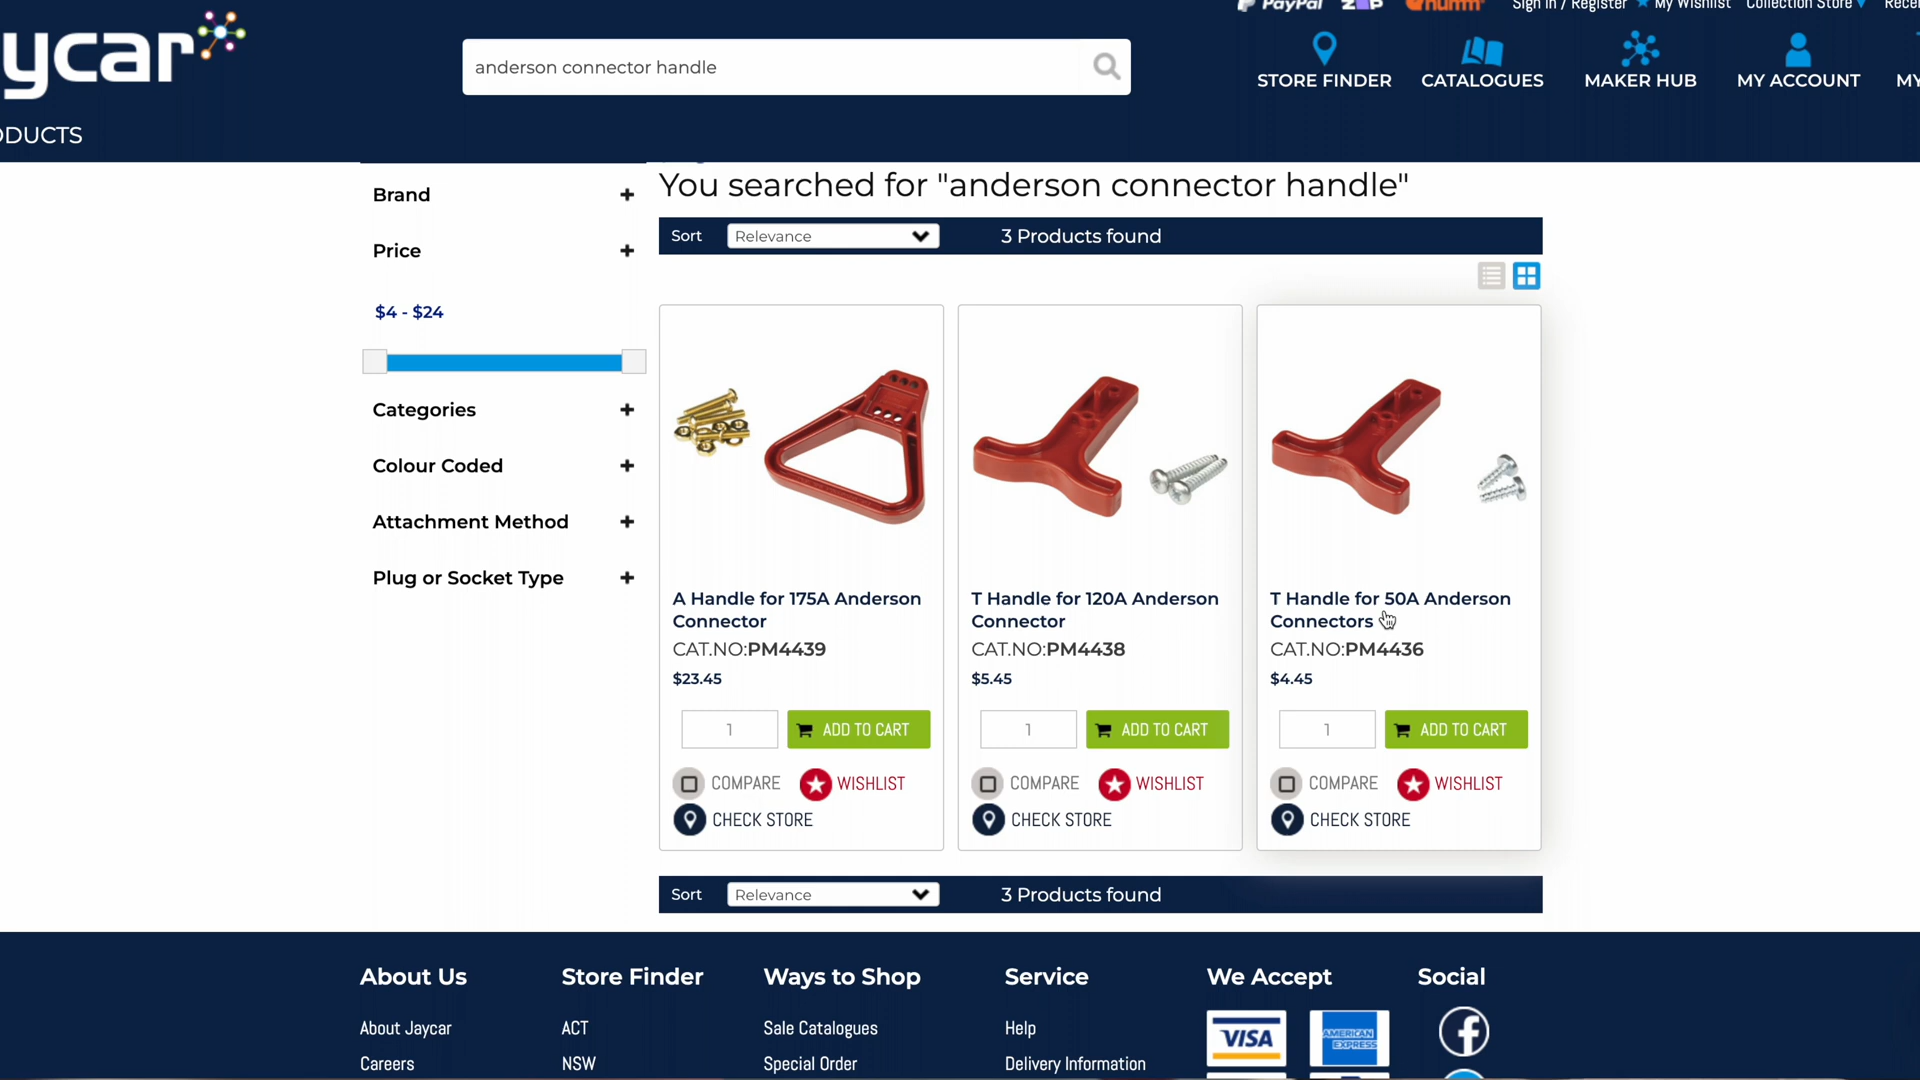 PayPal zip humm Sign in / Register My Wishlist Collection Store
ycar
anderson connector handle
STORE FINDER CATALOGUES MAKER HUB MY ACCOUNT MY
ODUCTS
You searched for "anderson connector handle"
Sort Relevance 3 Products found
Brand +
Price +
$4 - $24
Categories +
Colour Coded +
Attachment Method +
Plug or Socket Type +
A Handle for 175A Anderson
Connector
CAT.NO:PM4439
$23.45
1 ADD TO CART
COMPARE WISHLIST
CHECK STORE
T Handle for 120A Anderson
Connector
CAT.NO:PM4438
$5.45
1 ADD TO CART
COMPARE WISHLIST
CHECK STORE
T Handle for 50A Anderson
Connectors
CAT.NO:PM4436
$4.45
1 ADD TO CART
COMPARE WISHLIST
CHECK STORE
Sort Relevance 3 Products found
About Us
About Jaycar
Careers
Store Finder
ACT
NSW
Ways to Shop
Sale Catalogues
Special Order
Service
Help
Delivery Information
We Accept
VISA AMERICAN
EXPRESS
Social